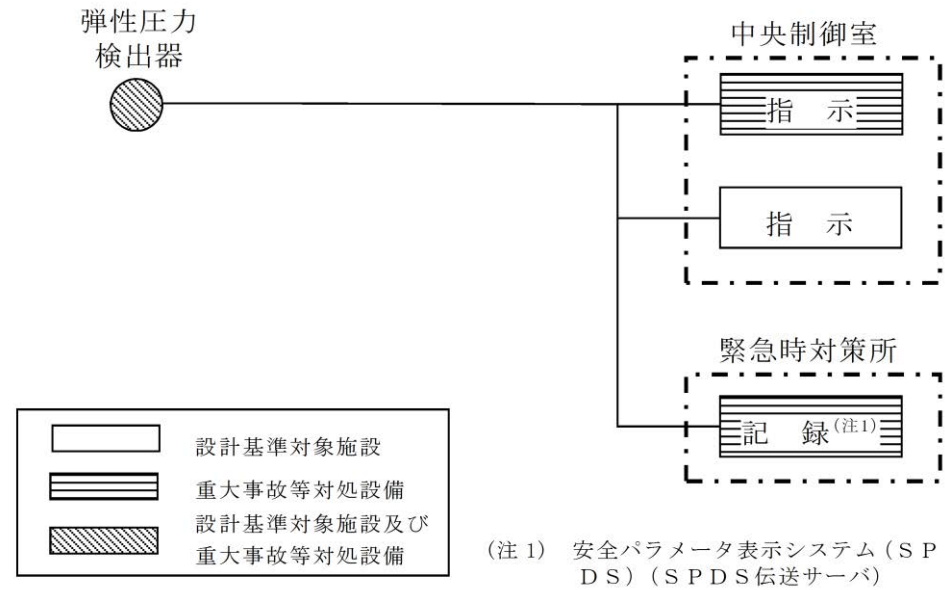 弾性圧力
検出器
中央制御室
指　示
指　示
緊急時対策所
記　録(注1)
設計基準対象施設
重大事故等対処設備
設計基準対象施設及び
重大事故等対処設備
(注 1)　安全パラメータ表示システム(ＳＰ
ＤＳ)(ＳＰＤＳ伝送サーバ)